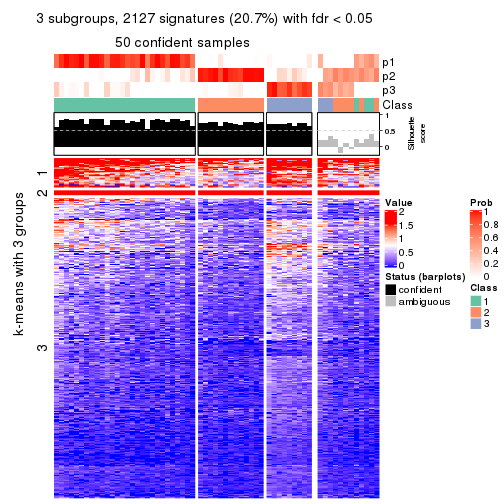 3 subgroups, 2127 signatures (20.7%) with fdr < 0.05
50 confident samples
p1
p2
p3
Class
1
0.5
0
Silhouette
score
k-means with 3 groups
1
2
3
Value
2
1.5
1
0.5
0
Status (barplots)
confident
ambiguous
Prob
1
0.8
0.6
0.4
0.2
0
Class
1
2
3